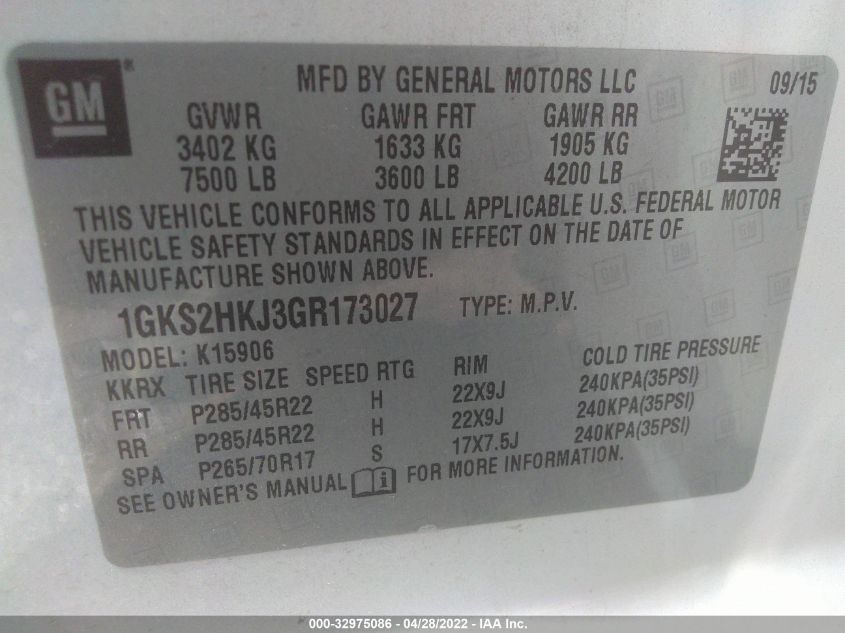 GM ® MFD BY GENERAL MOTORS LLC 09/15
GVWR GAWR FRT GAWR RR
3402 KG 1633 KG 1905 KG
7500 LB 3600 LB 4200 LB
THIS VEHICLE CONFORMS TO ALL APPLICABLE U.S. FEDERAL MOTOR
VEHICLE SAFETY STANDARDS IN EFFECT ON THE DATE OF
MANUFACTURE SHOWN ABOVE.
1GKS2HKJ3GR173027 TYPE: M.P.V.
MODEL: K15906
KKRX TIRE SIZE SPEED RTG RIM COLD TIRE PRESSURE
FRT P285/45R22 H 22X9J 240KPA(35PSI)
RR P285/45R22 H 22X9J 240KPA(35PSI)
SPA P265/70R17 S 17X7.5J 240KPA(35PSI)
SEE OWNER'S MANUAL i FOR MORE INFORMATION.
000-32975086 - 04/28/2022 - IAA Inc.